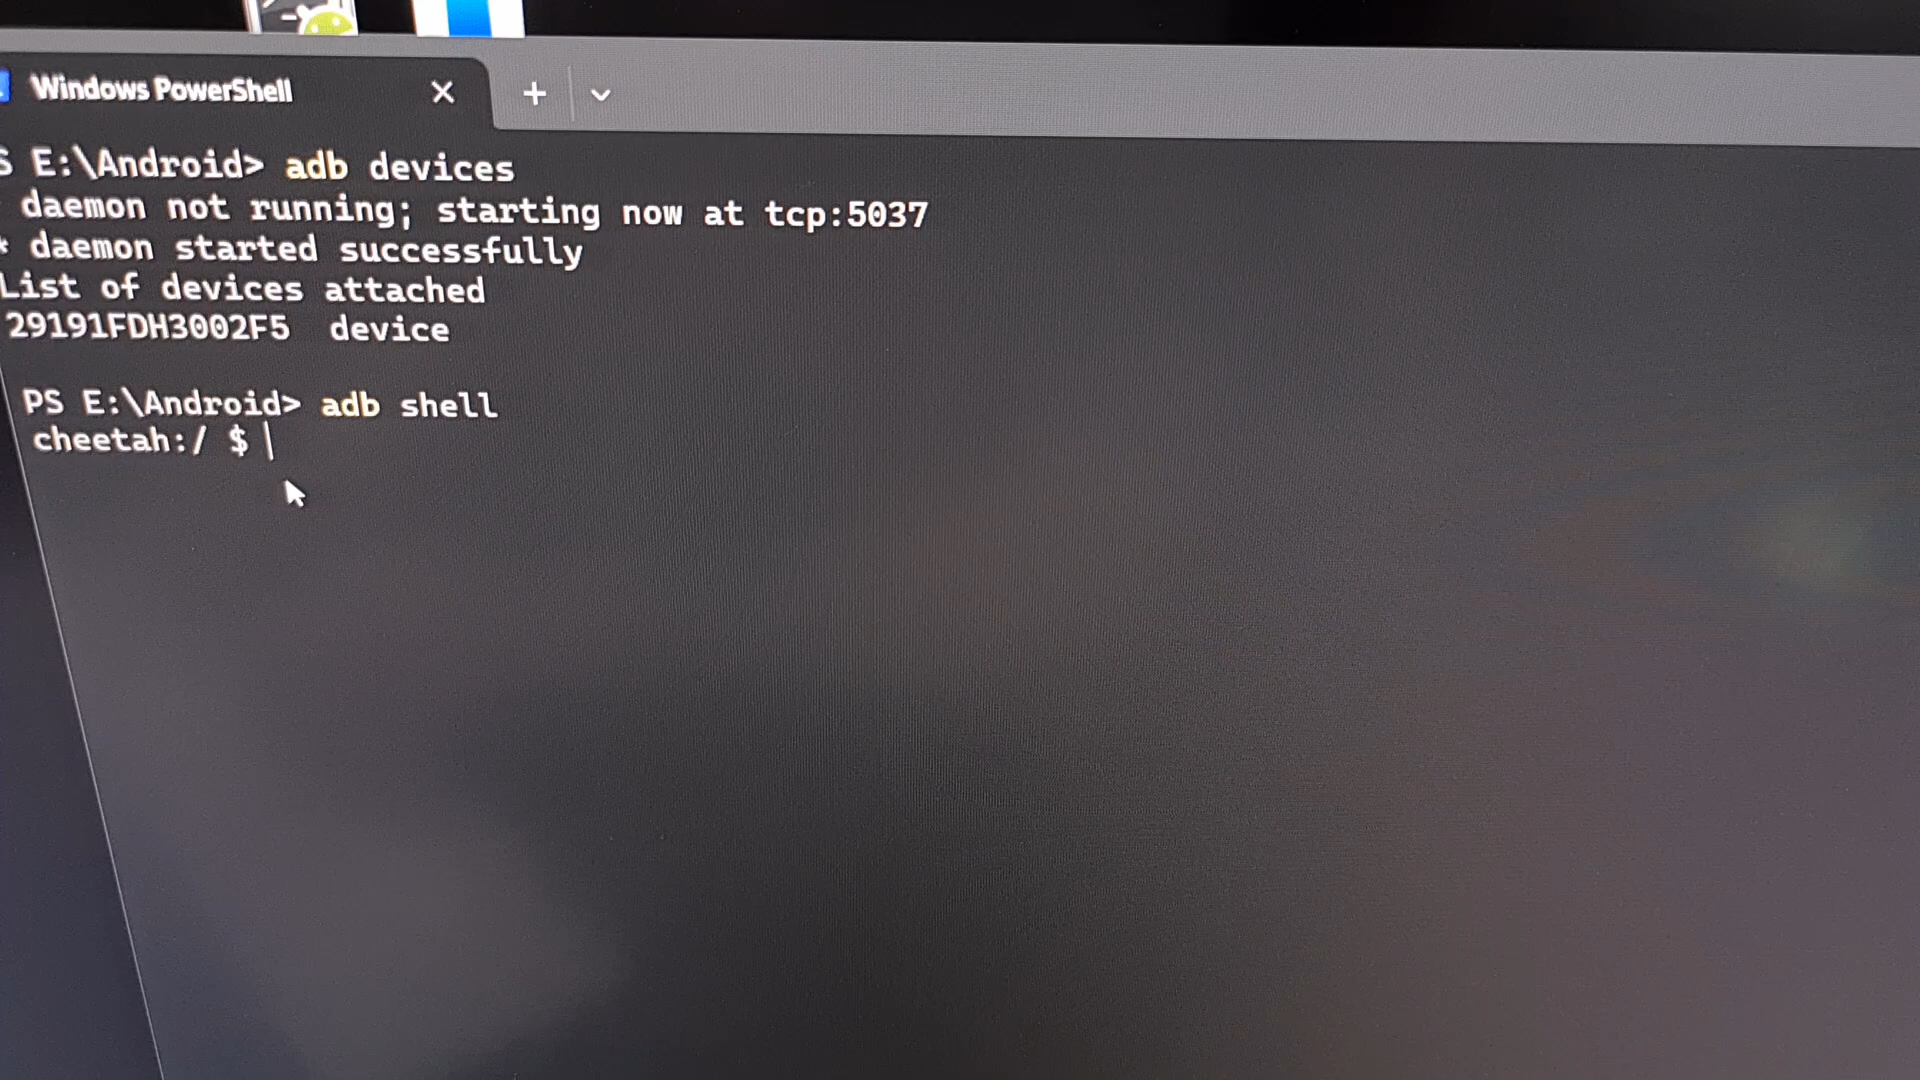 Windows PowerShell
S E:\Android> adb devices
daemon not running; starting now at tcp:5037
* daemon started successfully
List of devices attached
29191FDH3002F5 device
PS E:\Android> adb shell
cheetah:/ $